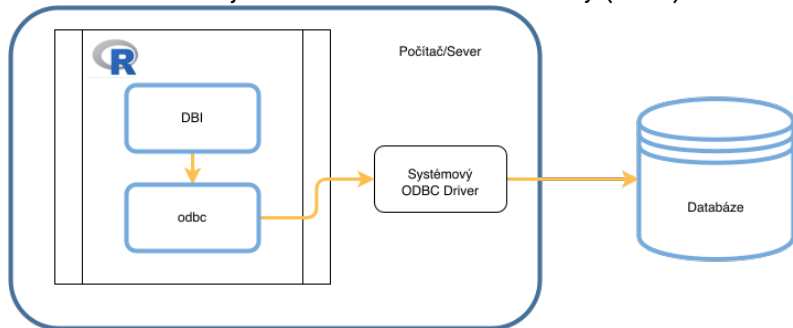 R
Počítač/Sever
DBI
odbc
Systémový
ODBC Driver
Databáze